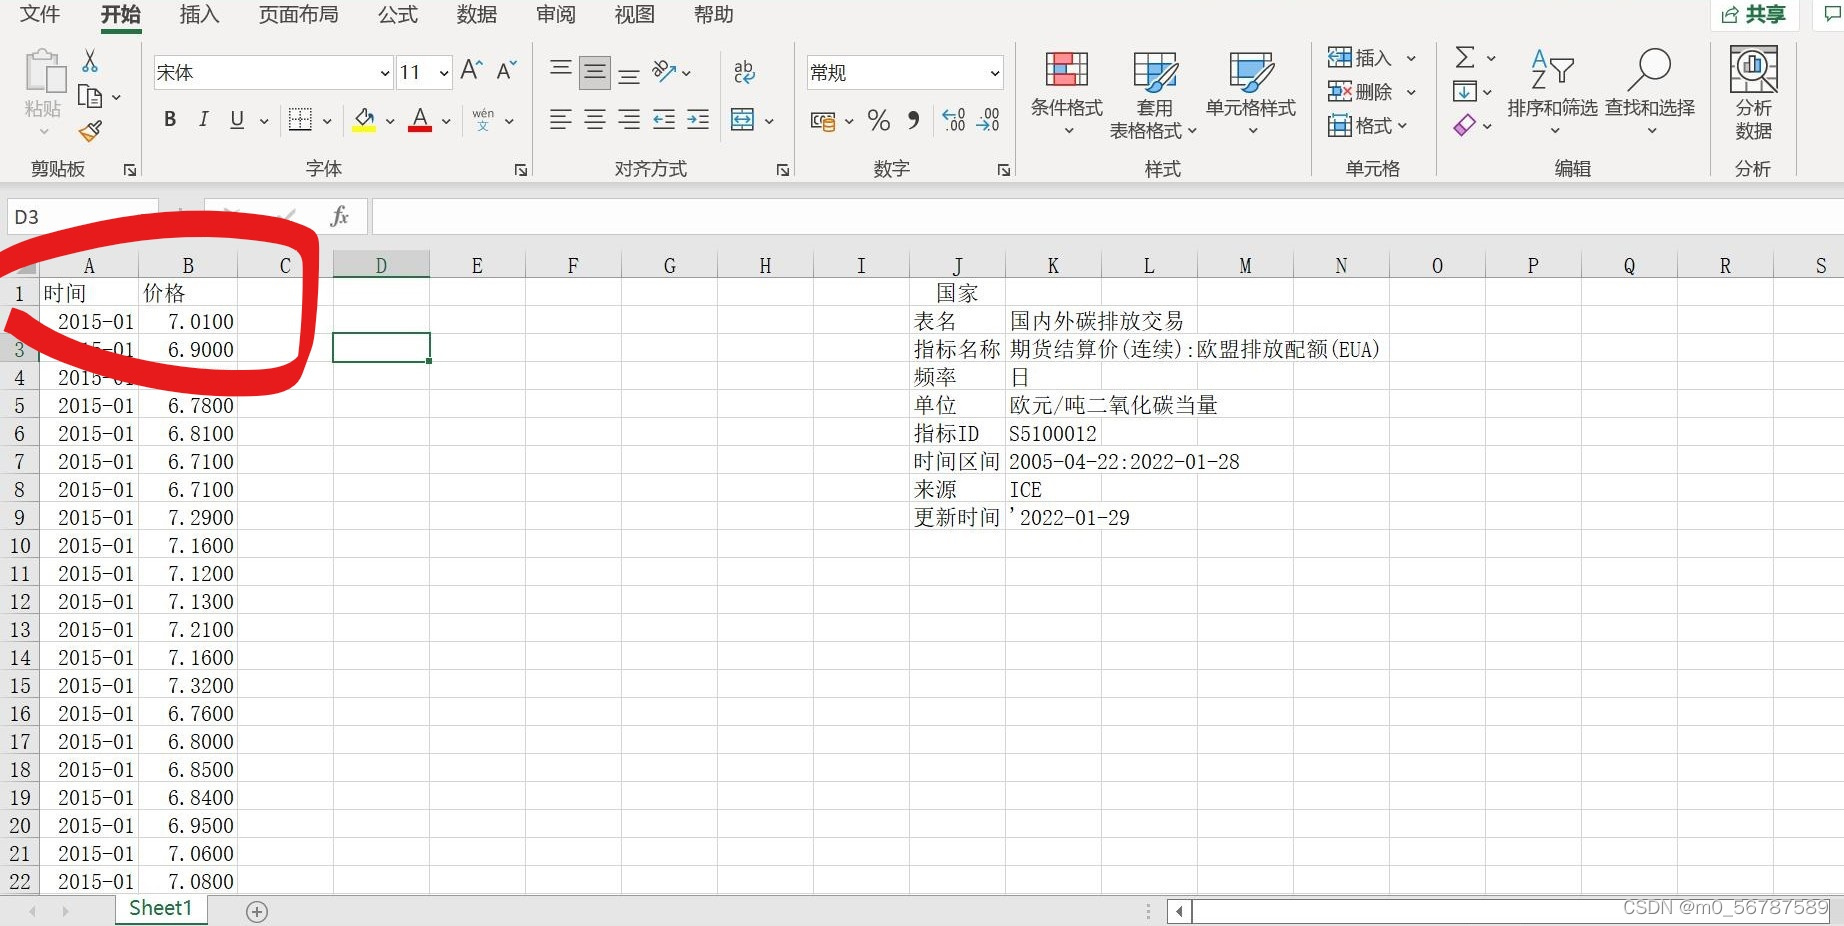 文件 开始 插入 页面布局 公式 数据 审阅 视图 帮助 共享
宋体 11 A A ab 常规
粘贴 B I U A wén 文 % .00 .00 条件格式 套用 表格格式 单元格样式 插入 删除 格式 Σ AZ 排序和筛选 查找和选择 分析 数据
剪贴板 字体 对齐方式 数字 样式 单元格 编辑 分析
D3 fx
A B C D E F G H I J K L M N O P Q R S
1 时间 价格 国家
2015-01 7.0100 表名 国内外碳排放交易
3 -01 6.9000 指标名称 期货结算价(连续):欧盟排放配额(EUA)
4 2015-0 频率 日
5 2015-01 6.7800 单位 欧元/吨二氧化碳当量
6 2015-01 6.8100 指标ID S5100012
7 2015-01 6.7100 时间区间 2005-04-22:2022-01-28
8 2015-01 6.7100 来源 ICE
9 2015-01 7.2900 更新时间 '2022-01-29
10 2015-01 7.1600
11 2015-01 7.1200
12 2015-01 7.1300
13 2015-01 7.2100
14 2015-01 7.1600
15 2015-01 7.3200
16 2015-01 6.7600
17 2015-01 6.8000
18 2015-01 6.8500
19 2015-01 6.8400
20 2015-01 6.9500
21 2015-01 7.0600
22 2015-01 7.0800
Sheet1
CSDN @m0_56787589